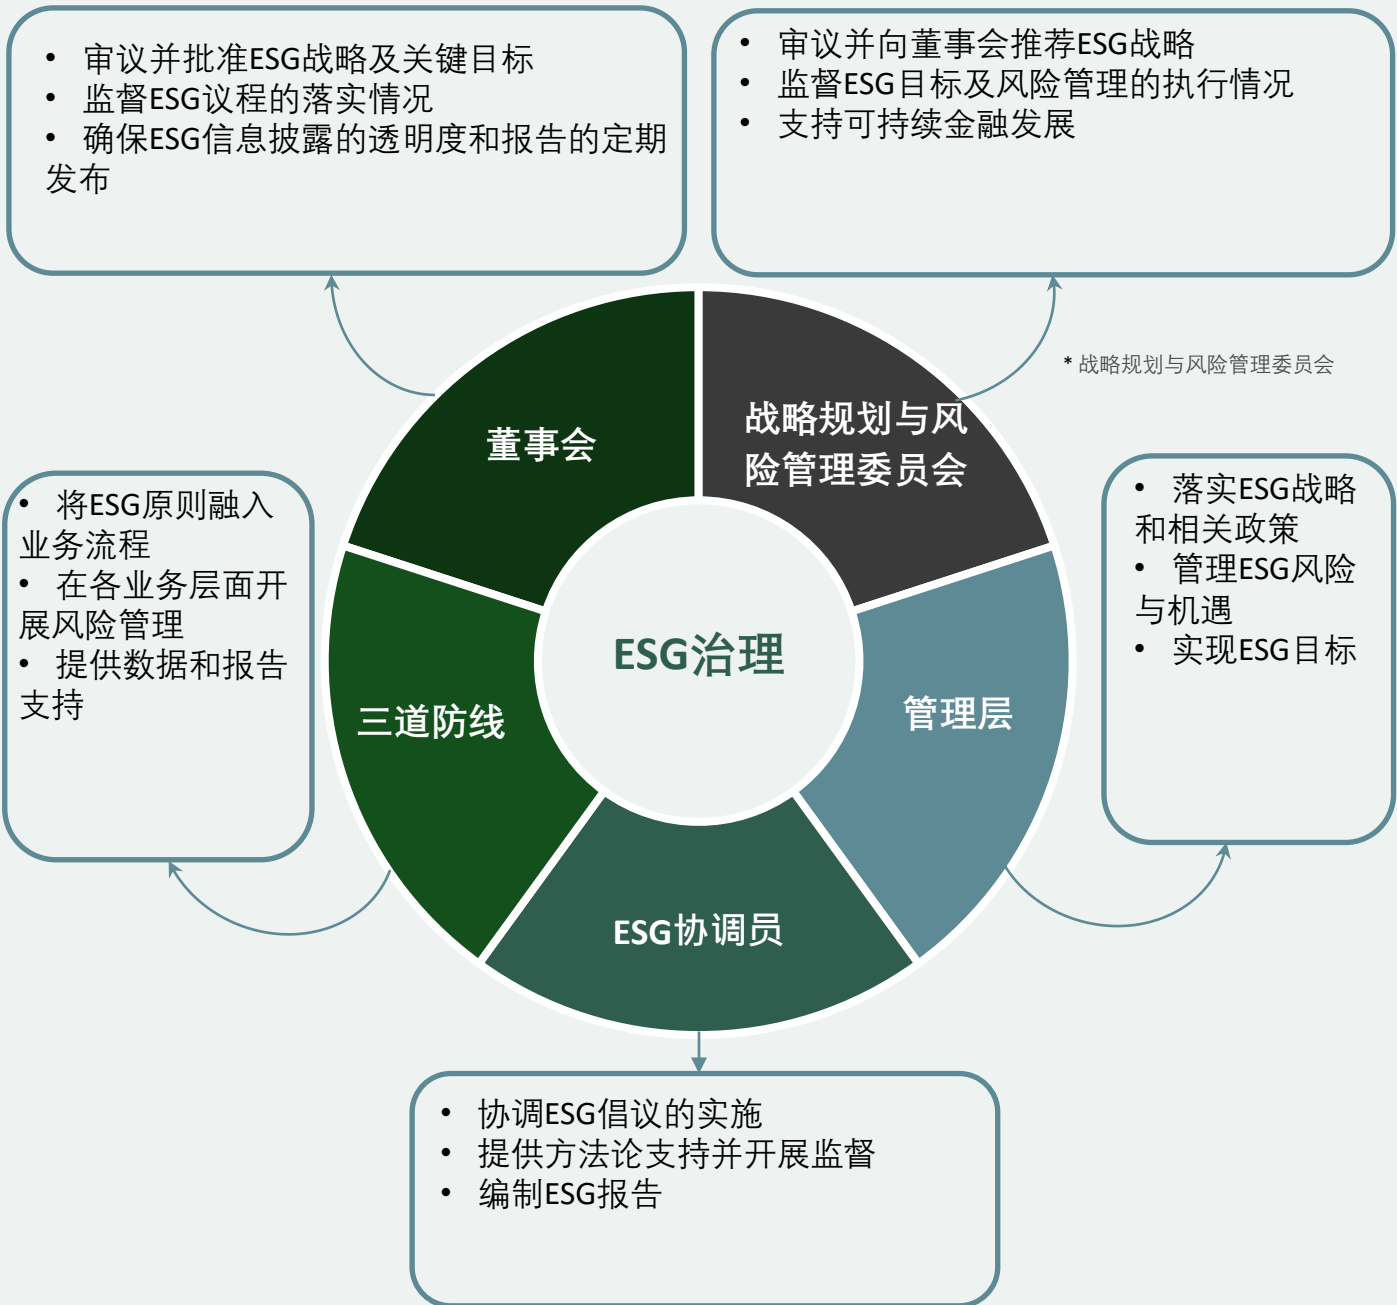 • 审议并批准ESG战略及关键目标
• 监督ESG议程的落实情况
• 确保ESG信息披露的透明度和报告的定期
发布
• 审议并向董事会推荐ESG战略
• 监督ESG目标及风险管理的执行情况
• 支持可持续金融发展
* 战略规划与风险管理委员会
董事会
战略规划与风
险管理委员会
• 将ESG原则融入
业务流程
• 在各业务层面开
展风险管理
• 提供数据和报告
支持
• 落实ESG战略
和相关政策
• 管理ESG风险
与机遇
• 实现ESG目标
ESG治理
三道防线
管理层
ESG协调员
• 协调ESG倡议的实施
• 提供方法论支持并开展监督
• 编制ESG报告